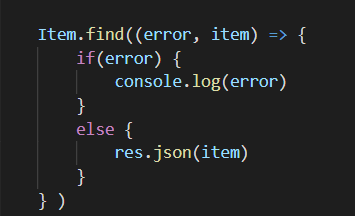 Item.find((error, item) => {
    if(error) {
        console.log(error)
    }
    else {
        res.json(item)
    }
} )